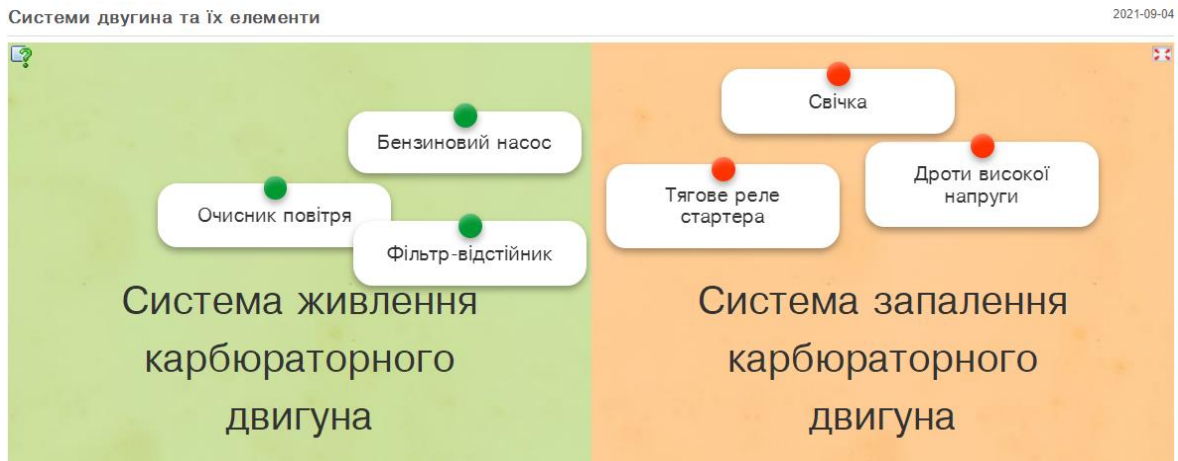 Системи двугина та їх елементи
2021-09-04
Бензиновий насос
Очисник повітря
Фільтр-відстійник
Система живлення
карбюраторного
двигуна
Свічка
Дроти високої
напруги
Тягове реле
стартера
Система запалення
карбюраторного
двигуна